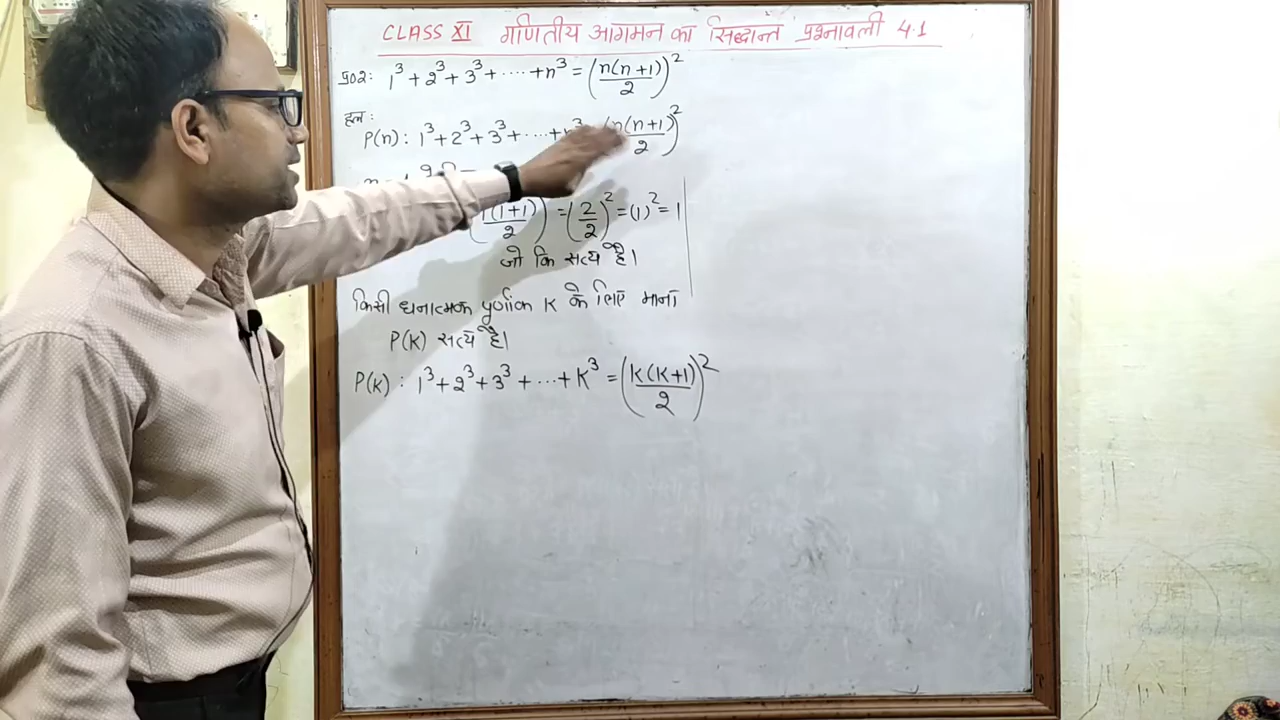 CLASS XI गणितीय आगमन का सिद्धान्त प्रश्नावली 4.1
प्र०२: 1³ + 2³ + 3³ + ..... + n³ = (n(n+1)/2)²
हल:
P(n): 1³ + 2³ + 3³ + ..... + n³ = (n(n+1)/2)²
(1(1+1)/2) = (2/2)² = (1)² = 1
जो कि सत्य है।
किसी धनात्मक पूर्णांक K के लिए माना
P(K) सत्य है।
P(K): 1³ + 2³ + 3³ + ... + K³ = (K(K+1)/2)²